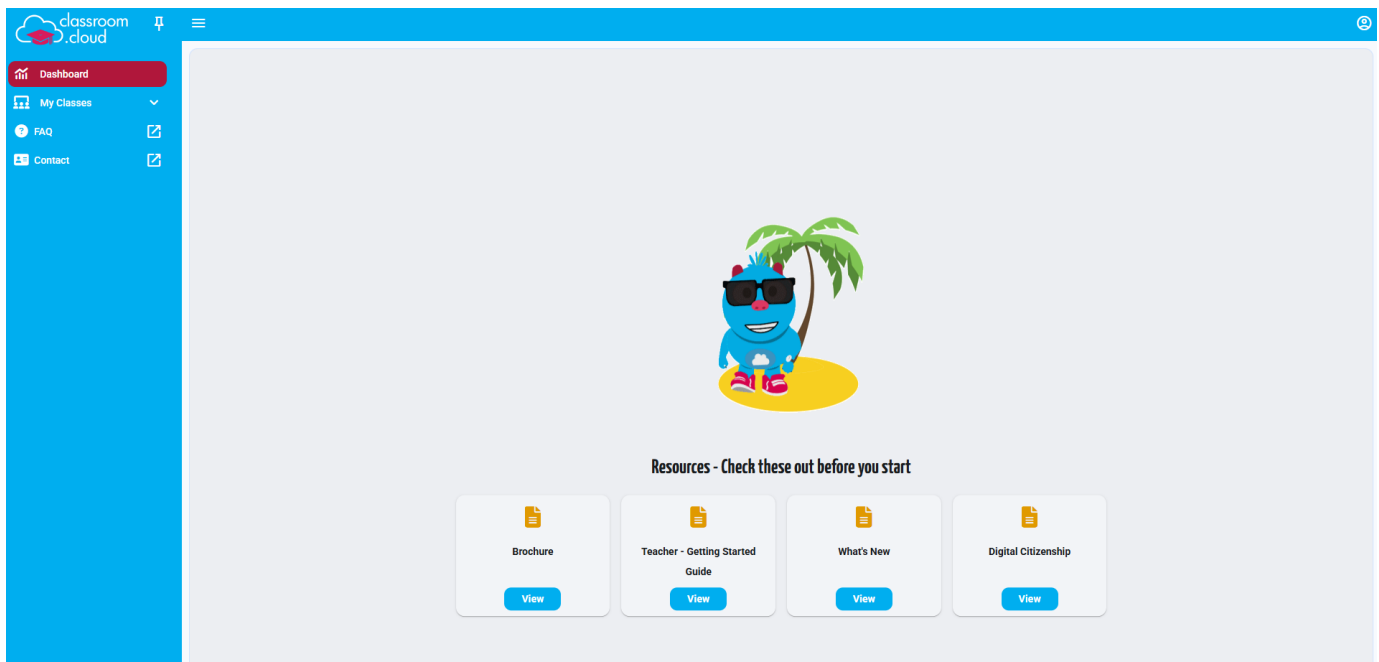 classroom
.cloud
Dashboard
My Classes
FAQ
Contact
Resources - Check these out before you start
Brochure
Teacher - Getting Started
Guide
What's New
Digital Citizenship
View
View
View
View